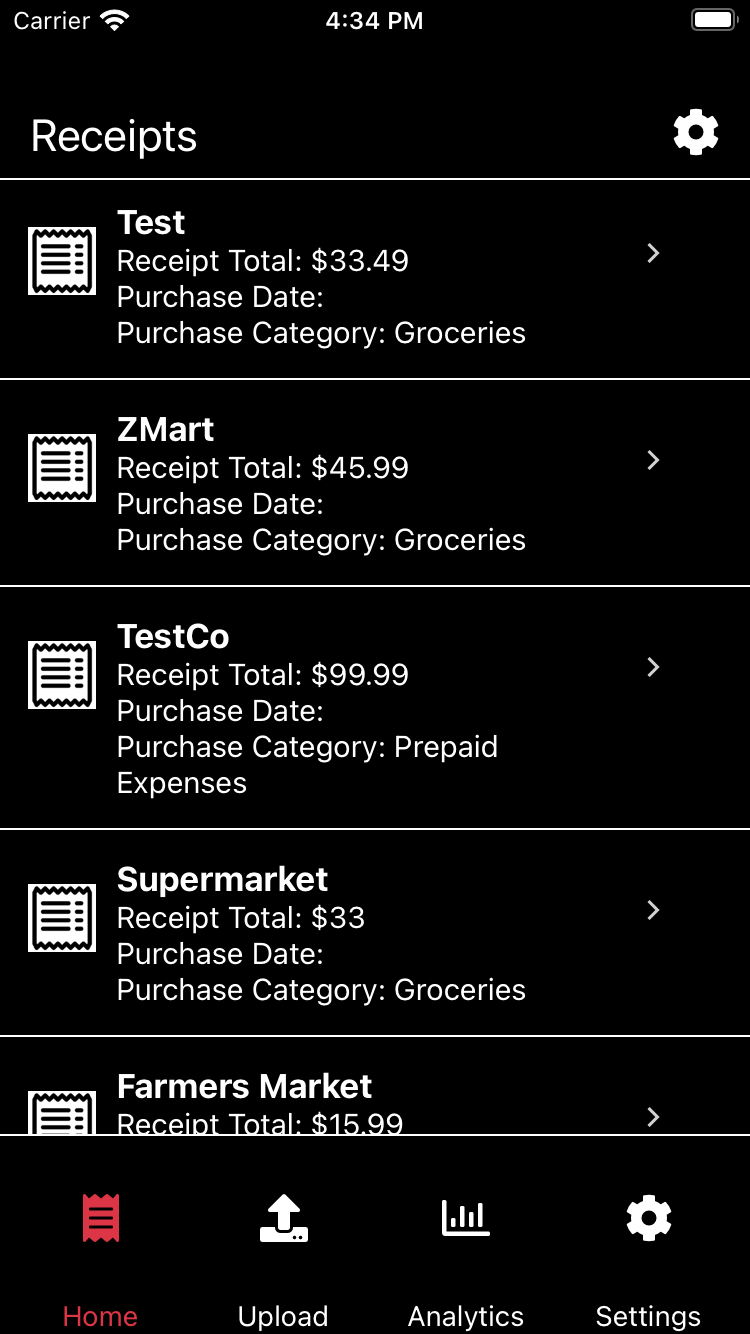 Carrier 4:34 PM
Receipts
Test
Receipt Total: $33.49
Purchase Date:
Purchase Category: Groceries
ZMart
Receipt Total: $45.99
Purchase Date:
Purchase Category: Groceries
TestCo
Receipt Total: $99.99
Purchase Date:
Purchase Category: Prepaid
Expenses
Supermarket
Receipt Total: $33
Purchase Date:
Purchase Category: Groceries
Farmers Market
Receipt Total: $15.99
Home Upload Analytics Settings